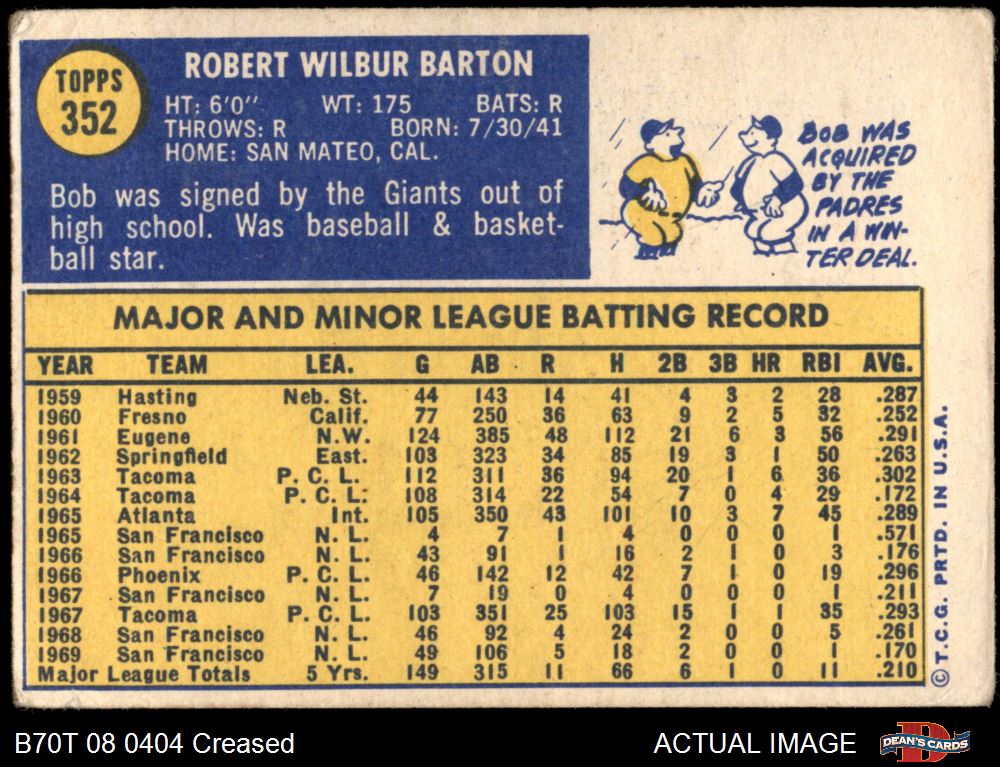 TOPPS
352
ROBERT WILBUR BARTON
HT: 6'0" WT: 175 BATS: R
THROWS: R BORN: 7/30/41
HOME: SAN MATEO, CAL.
Bob was signed by the Giants out of
high school. Was baseball & basket-
ball star.
BOB WAS
ACQUIRED
BY THE
PADRES
IN A WIN-
TER DEAL.
MAJOR AND MINOR LEAGUE BATTING RECORD
YEAR TEAM LEA. G AB R H 2B 3B HR RBI AVG.
1959 Hasting Neb. St. 44 143 14 41 4 3 2 28 .287
1960 Fresno Calif. 77 250 36 63 9 2 5 32 .252
1961 Eugene N.W. 124 385 48 112 21 6 3 56 .291
1962 Springfield East. 103 323 34 85 19 3 1 50 .263
1963 Tacoma P. C. L. 112 311 36 94 20 1 6 36 .302
1964 Tacoma P. C. L. 108 314 22 54 7 0 4 29 .172
1965 Atlanta Int. 105 350 43 101 10 3 7 45 .289
1965 San Francisco N. L. 4 7 1 4 0 0 0 1 .571
1966 San Francisco N. L. 43 91 1 16 2 1 0 3 .176
1966 Phoenix P. C. L. 46 142 12 42 7 1 0 19 .296
1967 San Francisco N. L. 7 19 0 4 0 0 0 1 .211
1967 Tacoma P. C. L. 103 351 25 103 15 1 1 35 .293
1968 San Francisco N. L. 46 92 4 24 2 0 0 5 .261
1969 San Francisco N. L. 49 106 5 18 2 0 0 1 .170
Major League Totals 5 Yrs. 149 315 11 66 6 1 0 11 .210
© T.C.G. PRTD. IN U.S.A.
B70T 08 0404 Creased
ACTUAL IMAGE
DEAN'S CARDS